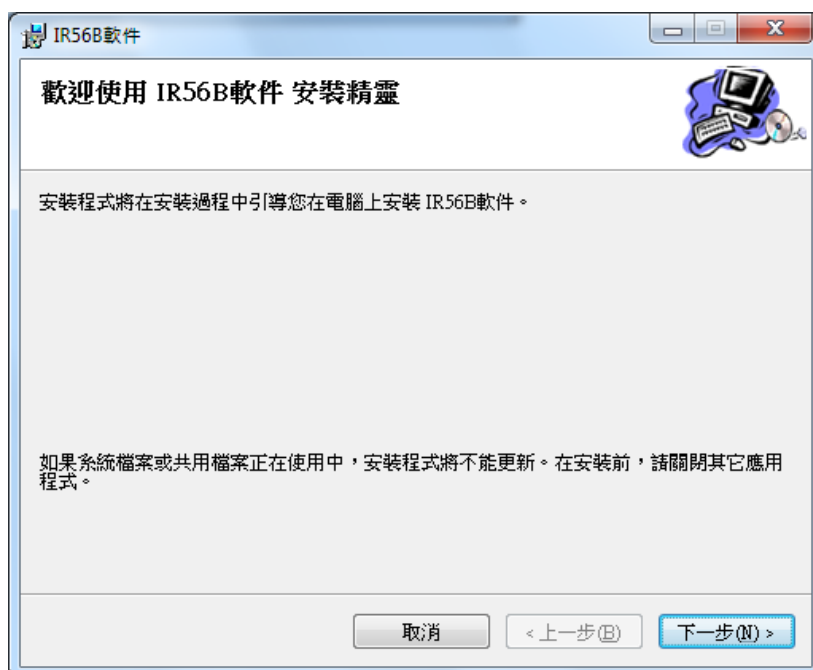 IR56B軟件
歡迎使用 IR56B軟件 安裝精靈
安裝程式將在安裝過程中引導您在電腦上安裝 IR56B軟件。
如果系統檔案或共用檔案正在使用中，安裝程式將不能更新。在安裝前，請關閉其它應用
程式。
取消
<上一步(B)
下一步(N)>